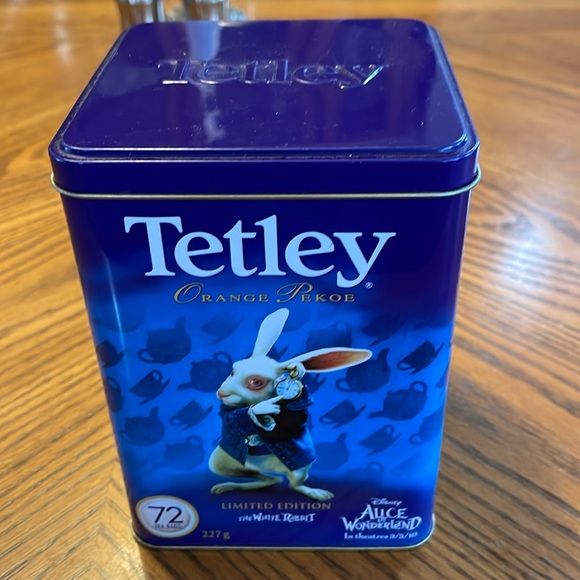 Tetley
Tetley®
ORANGE PEKOE
LIMITED EDITION
THE WHITE RABBIT
72
TEA BAGS
227 g
Disney
ALICE
IN
WONDERLAND
In theatres 3/5/10